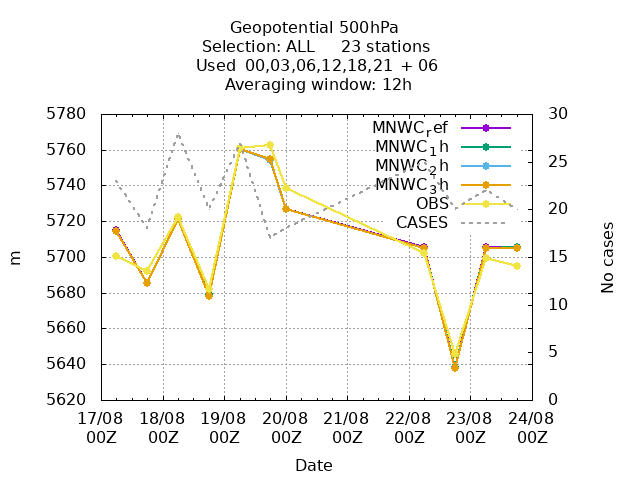 Geopotential 500hPa
Selection: ALL     23 stations
Used  00,03,06,12,18,21 + 06
Averaging window: 12h
5780
5760
5740
5720
5700
5680
5660
5640
5620
m
30
25
20
15
10
5
0
No cases
MNWC_ref
MNWC_1h
MNWC_2h
MNWC_3h
OBS
CASES
17/08 00Z
18/08 00Z
19/08 00Z
20/08 00Z
21/08 00Z
22/08 00Z
23/08 00Z
24/08 00Z
Date